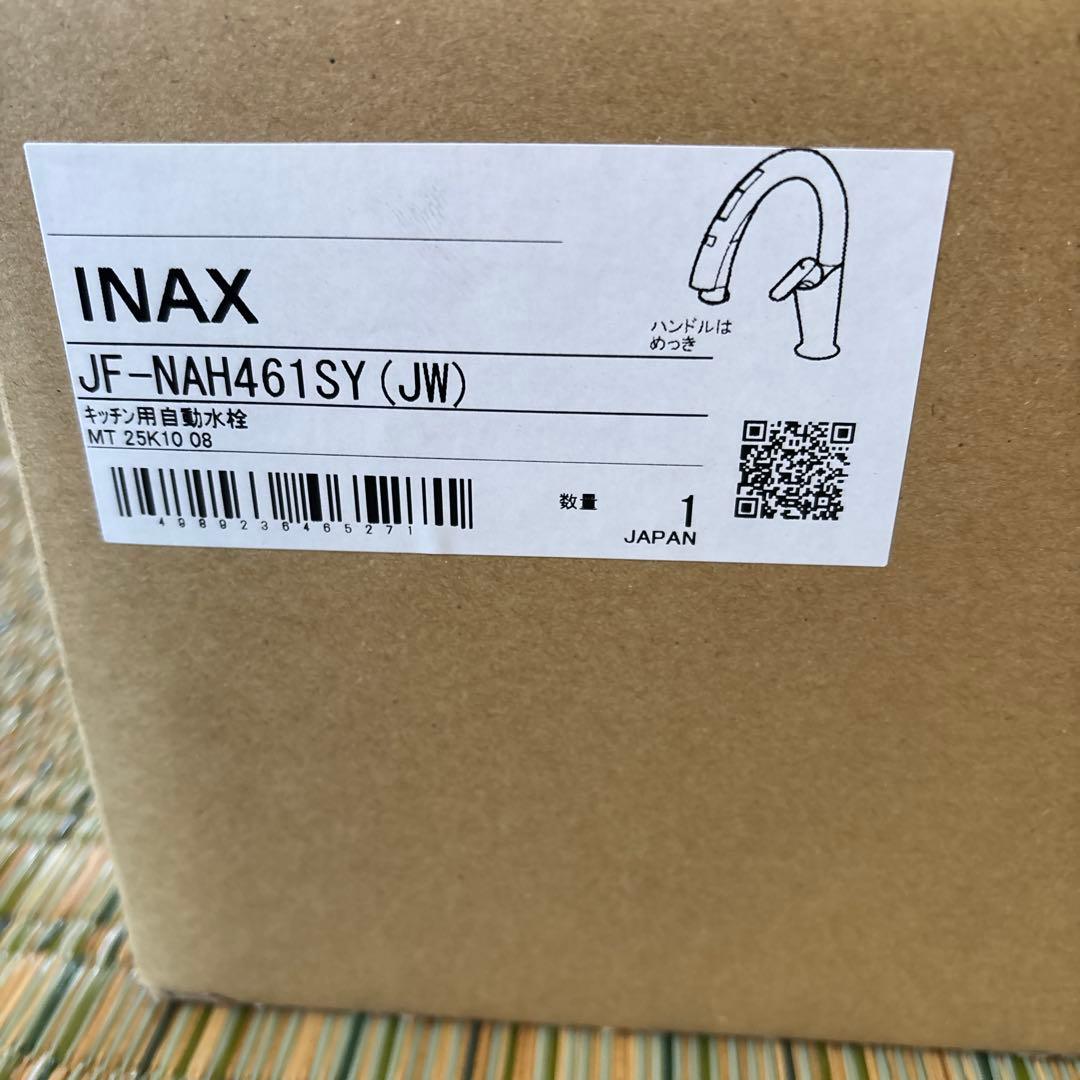 INAX
ハンドルは
めっき
JF-NAH461SY(JW)
キッチン用自動水栓
MT 25K10 08
4989236465271
数量 1
JAPAN